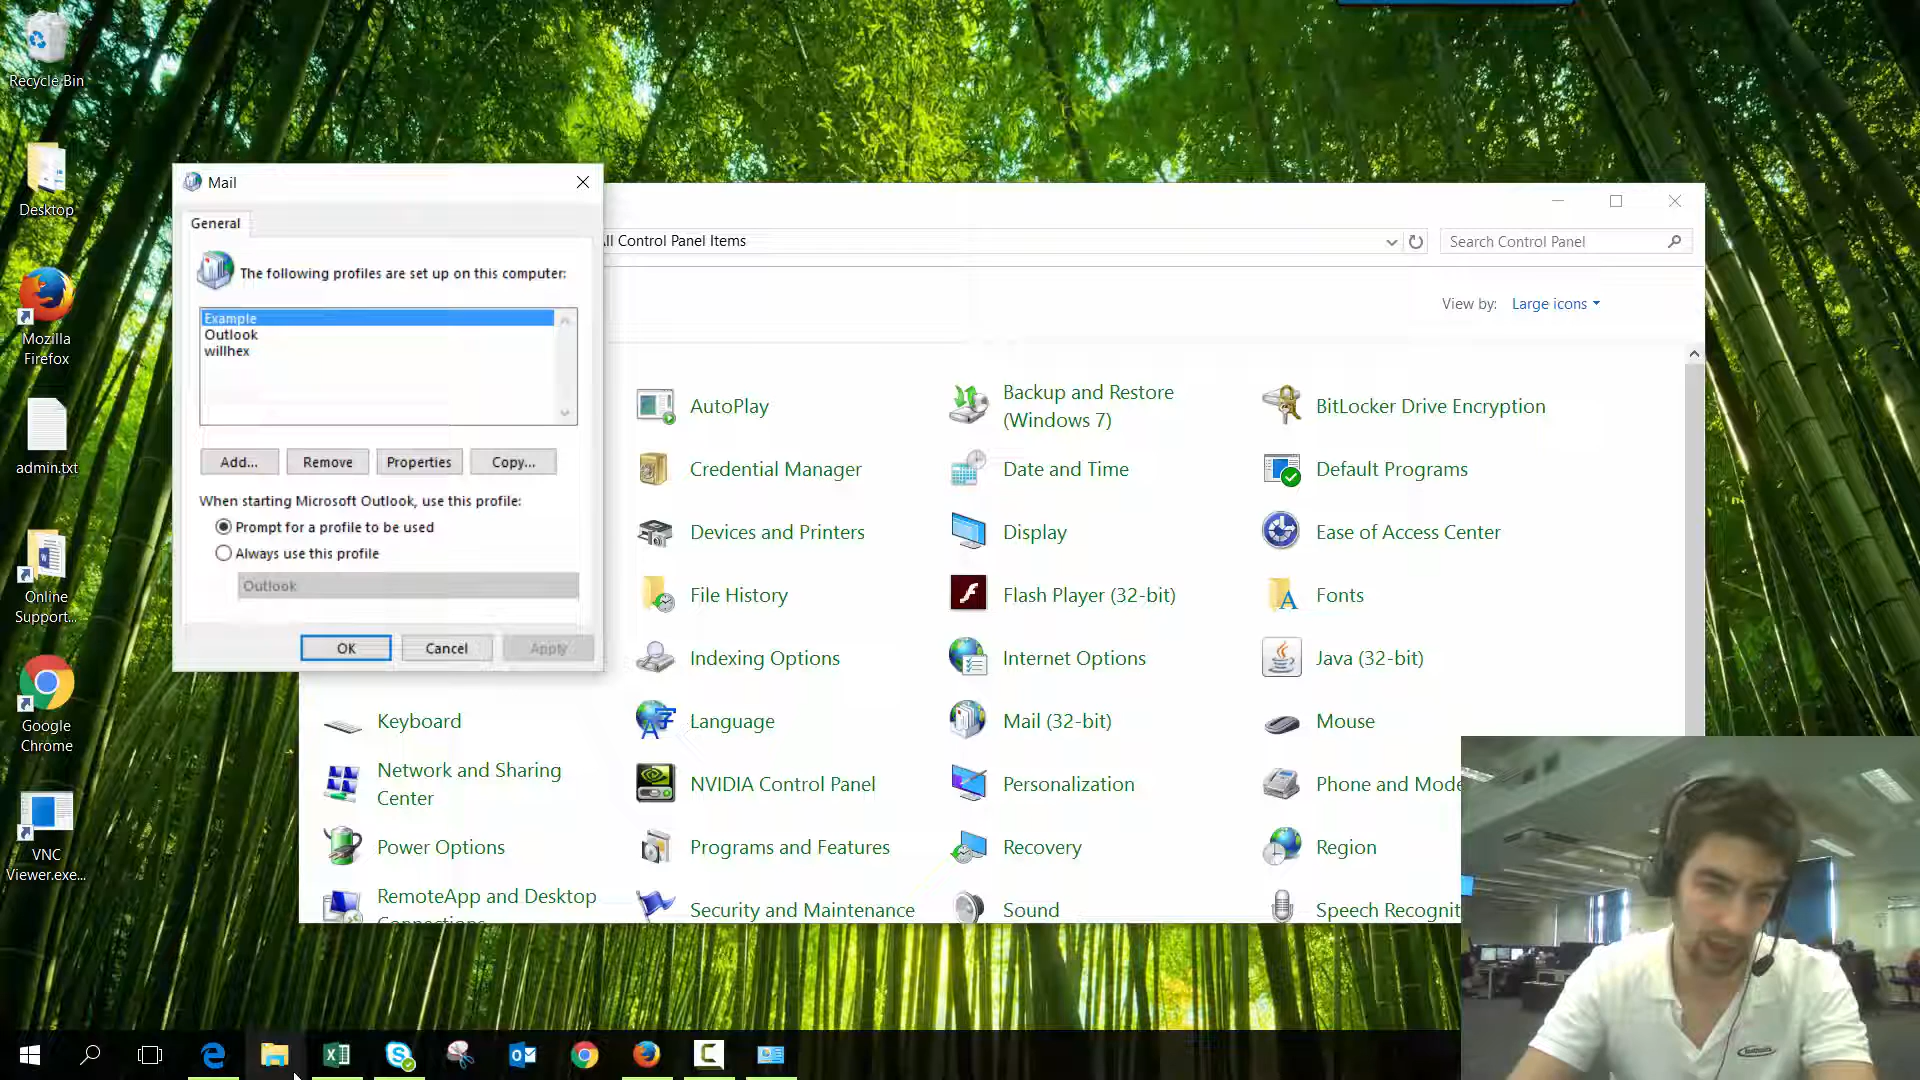 Recycle Bin
Desktop
Mozilla
Firefox
admin.txt
Online
Support...
Google
Chrome
VNC
Viewer.exe...
Mail
General
The following profiles are set up on this computer:
Example
Outlook
willhex
Add...
Remove
Properties
Copy...
When starting Microsoft Outlook, use this profile:
Prompt for a profile to be used
Always use this profile
Outlook
OK
Cancel
Apply
ll Control Panel Items
Search Control Panel
View by:
Large icons
AutoPlay
Backup and Restore
(Windows 7)
BitLocker Drive Encryption
Credential Manager
Date and Time
Default Programs
Devices and Printers
Display
Ease of Access Center
File History
Flash Player (32-bit)
Fonts
Indexing Options
Internet Options
Java (32-bit)
Keyboard
Language
Mail (32-bit)
Mouse
Network and Sharing
Center
NVIDIA Control Panel
Personalization
Phone and Mode
Power Options
Programs and Features
Recovery
Region
RemoteApp and Desktop
Connections
Security and Maintenance
Sound
Speech Recognit